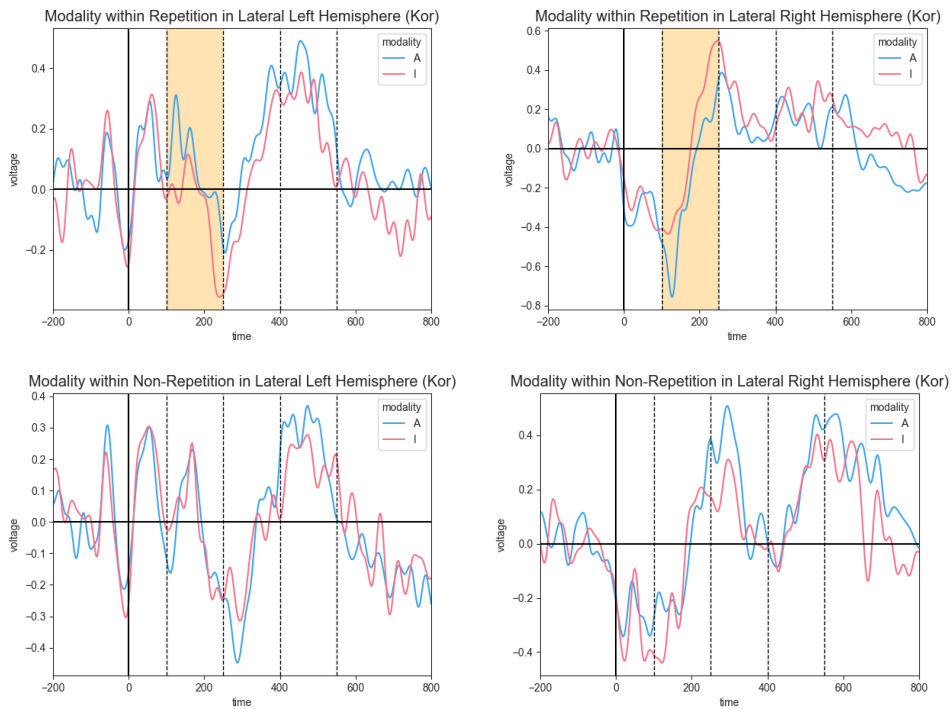 Modality within Repetition in Lateral Left Hemisphere (Kor)
modality
A
I
0.4
0.2
0.0
−0.2
voltage
−200
0
200
400
600
800
time
Modality within Repetition in Lateral Right Hemisphere (Kor)
modality
A
I
0.6
0.4
0.2
0.0
−0.2
−0.4
−0.6
−0.8
voltage
−200
0
200
400
600
800
time
Modality within Non-Repetition in Lateral Left Hemisphere (Kor)
modality
A
I
0.4
0.3
0.2
0.1
0.0
−0.1
−0.2
−0.3
−0.4
voltage
−200
0
200
400
600
800
time
Modality within Non-Repetition in Lateral Right Hemisphere (Kor)
modality
A
I
0.4
0.2
0.0
−0.2
−0.4
voltage
−200
0
200
400
600
800
time